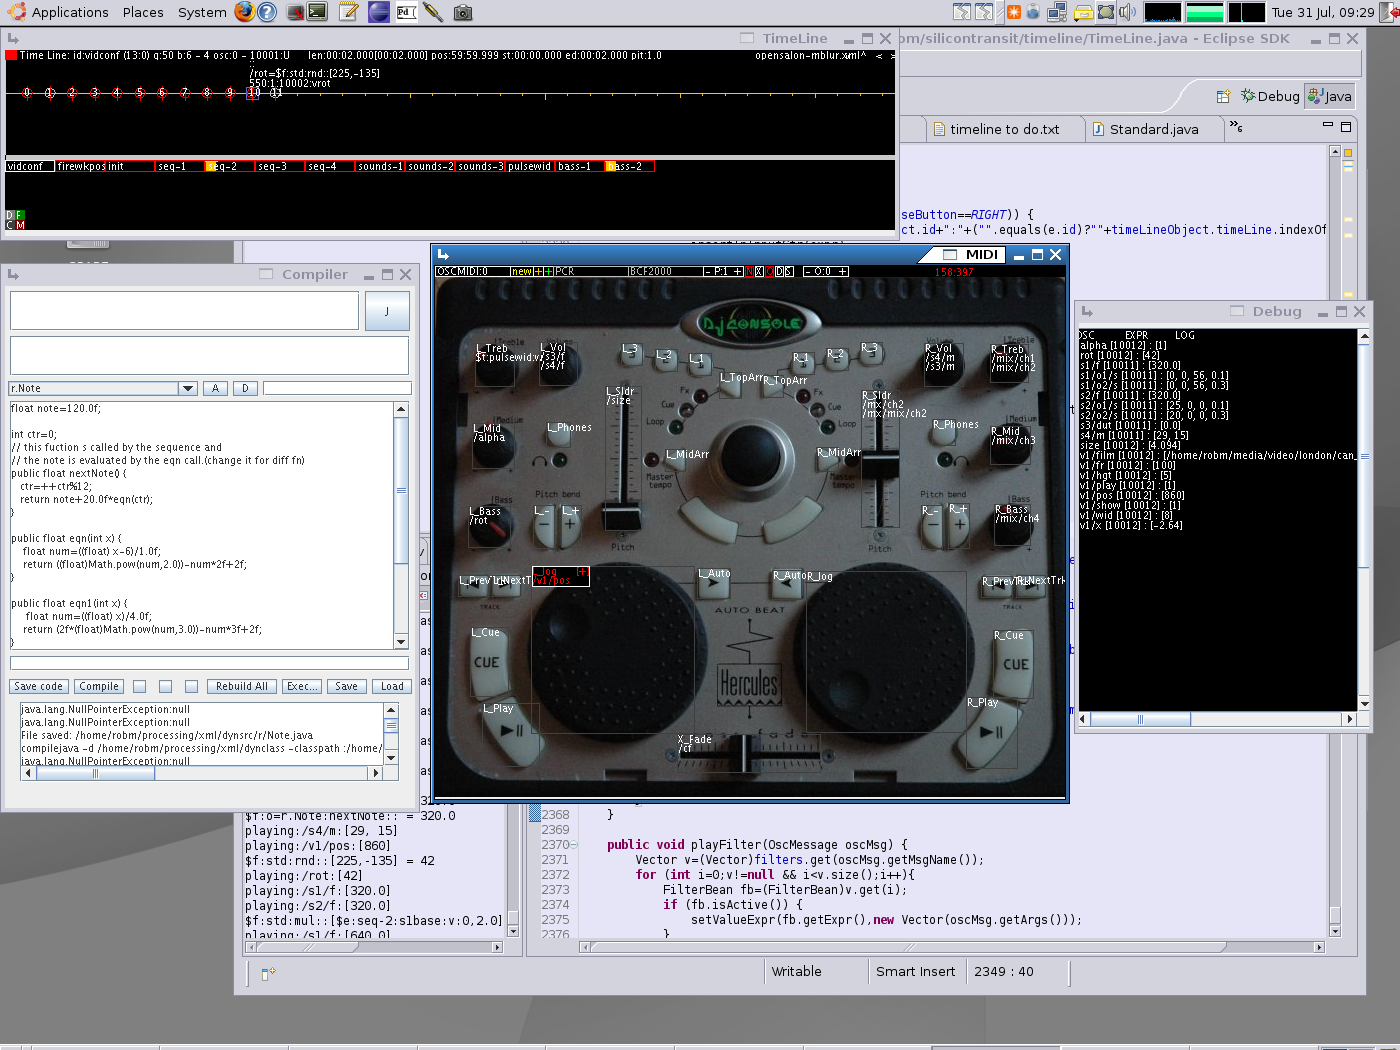 Applications Places System
Tue 31 Jul, 09:29
TimeLine
om/silicontransit/timeline/TimeLine.java - Eclipse SDK
Time Line: id:vidconf (13:0) q:50 b:6 - 4 osc:0 - 10001:U len:00:02.000[00:02.000] pos:59:59.999 st:00:00.000 ed:00:02.000 pit:1.0 opensalon-mblur.xml < >
/rot=$f:std:rnd::[225,-135]
550:1:10002:vrot
0 1 2 3 4 5 6 7 8 9 10 11
vidconf firewkpos init seq-1 seq-2 seq-3 seq-4 sounds-1 sounds-2 sounds-3 pulsewid bass-1 bass-2
D F
C M
Debug Java
timeline to do.txt Standard.java
seButton==RIGHT)) {
ct.id+":"+("".equals(e.id)?""+timeLineObject.timeLine.indexOf
Compiler
J
r.Note A D
float note=120.0f;
int ctr=0;
// this fuction s called by the sequence and
// the note is evaluated by the eqn call.(change it for diff fn)
public float nextNote() {
ctr=++ctr%12;
return note+20.0f*eqn(ctr);
}
public float eqn(int x) {
float num=((float) x-6)/1.0f;
return ((float)Math.pow(num,2.0))-num*2f+2f;
}
public float eqn1(int x) {
float num=((float) x)/4.0f;
return (2f*(float)Math.pow(num,3.0))-num*3f+2f;
}
Save code Compile Rebuild All Exec... Save Load
java.lang.NullPointerException:null
java.lang.NullPointerException:null
File saved: /home/robm/processing/xml/dynsrc/r/Note.java
compilejava -d /home/robm/processing/xml/dynclass -classpath :/home/
java.lang.NullPointerException:null
MIDI
OSCMIDI:0 new + + PCR BCF2000 - P:1 + N X O D S - O:0 + 158:397
DJ CONSOLE
L_Treb
$t:pulsewid:v
L_Vol
/s3/f
/s4/f
L_3 L_2 L_1
R_1 R_2 R_3
R_Vol
/s4/m
/s3/m
R_Treb
/mix/ch1
/mix/ch2
L_TopArr R_TopArr
L_Sldr
/size
R_Sldr
/mix/ch2
/mix/mix/ch2
Fx Fx
Cue Cue
Loop Loop
Medium
L_Mid
/alpha
L_Phones
R_Phones
R_Mid
/mix/ch3
L_MidArr R_MidArr
Master tempo
Master tempo
Bass
L_Bass
/rot
Pitch bend
L_- L_+
Pitch bend
R_- R_+
R_Bass
/mix/ch4
Pitch Pitch
L_PrevTr L_NextT
L_Jog [+]
/v1/pos
L_Auto R_Auto R_Jog
R_PrevTr R_NextTrk
TRACK TRACK
AUTO BEAT
L_Cue
CUE
R_Cue
CUE
Hercules
L_Play R_Play
X_Fade
/cf
Debug
OSC EXPR LOG
alpha [10012] : [1]
rot [10012] : [42]
s1/f [10011] : [320.0]
s1/o1/s [10011] : [0, 0, 56, 0.1]
s1/o2/s [10011] : [0, 0, 56, 0.3]
s2/f [10011] : [320.0]
s2/o1/s [10011] : [25, 0, 0, 0.1]
s2/o2/s [10011] : [20, 0, 0, 0.3]
s3/dut [10011] : [0.0]
s4/m [10011] : [29, 15]
size [10012] : [4.094]
v1/film [10012] : [/home/robm/media/video/london/can_
v1/fr [10012] : [100]
v1/hgt [10012] : [5]
v1/play [10012] : [1]
v1/pos [10012] : [860]
v1/show [10012] : [1]
v1/wid [10012] : [8]
v1/x [10012] : [-2.64]
$f:o=r.Note:nextNote:: = 320.0
playing:/s4/m:[29, 15]
playing:/v1/pos:[860]
$f:std:rnd::[225,-135] = 42
playing:/rot:[42]
playing:/s1/f:[320.0]
playing:/s2/f:[320.0]
$f:std:mul::[$e:seq-2:s1base:v:0,2.0]
playing:/s1/f:[640.0]
2368 }
2369
2370 public void playFilter(OscMessage oscMsg) {
2371 Vector v=(Vector)filters.get(oscMsg.getMsgName());
2372 for (int i=0;v!=null && i<v.size();i++){
2373 FilterBean fb=(FilterBean)v.get(i);
2374 if (fb.isActive()) {
2375 setValueExpr(fb.getExpr(),new Vector(oscMsg.getArgs()));
2376 }
Writable Smart Insert 2349 : 40